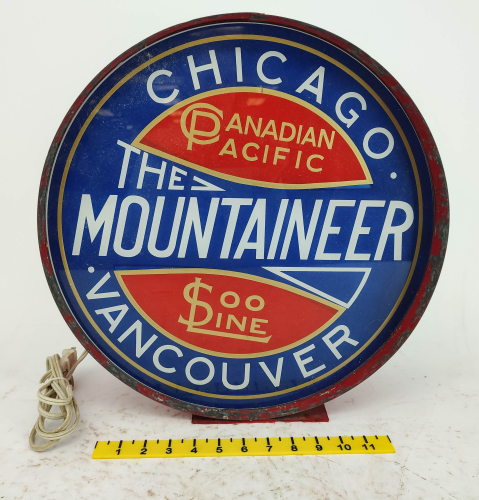 CHICAGO
CANADIAN
PACIFIC
THE
MOUNTAINEER
SOO
LINE
VANCOUVER
1 2 3 4 5 6 7 8 9 10 11